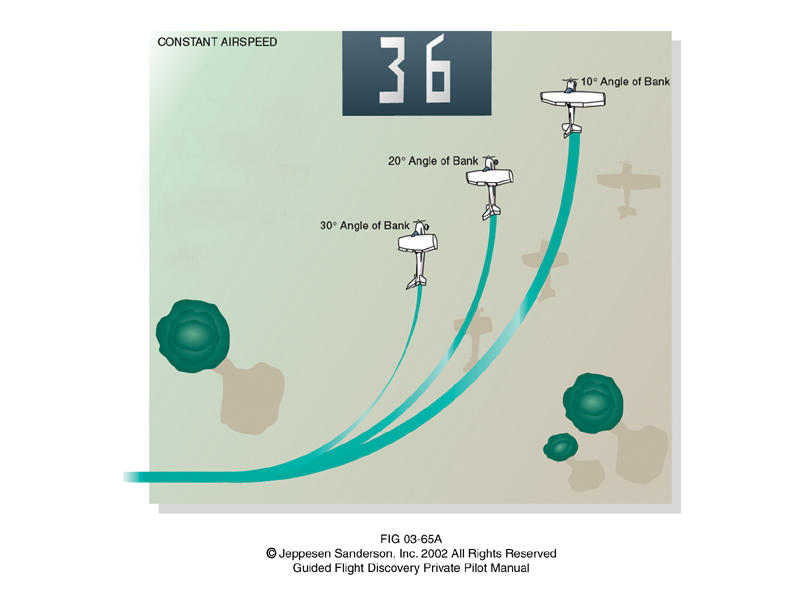 CONSTANT AIRSPEED
36
10° Angle of Bank
20° Angle of Bank
30° Angle of Bank
FIG 03-65A
© Jeppesen Sanderson, Inc. 2002 All Rights Reserved
Guided Flight Discovery Private Pilot Manual